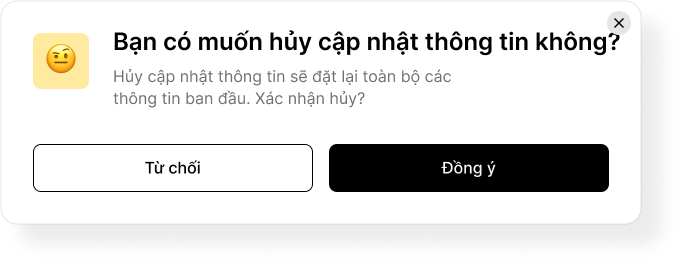 Bạn có muốn hủy cập nhật thông tin không?
Hủy cập nhật thông tin sẽ đặt lại toàn bộ các
thông tin ban đầu. Xác nhận hủy?
Từ chối
Đồng ý